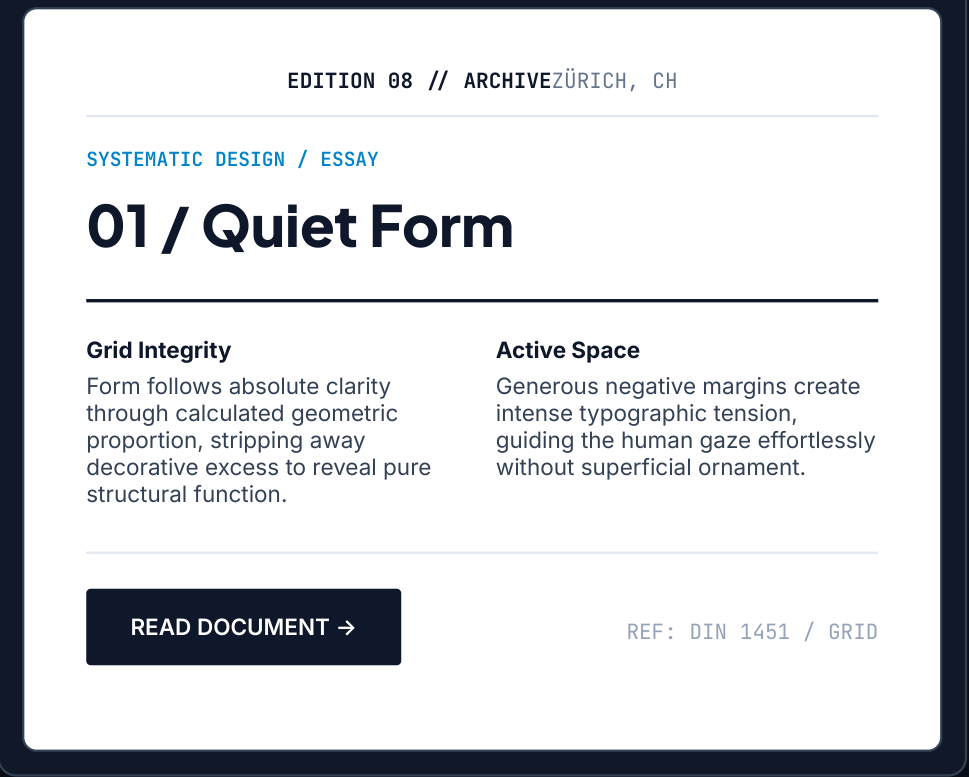 EDITION 08 // ARCHIVEZÜRICH, CH
SYSTEMATIC DESIGN / ESSAY
01 / Quiet Form
Grid Integrity
Form follows absolute clarity
through calculated geometric
proportion, stripping away
decorative excess to reveal pure
structural function.
Active Space
Generous negative margins create
intense typographic tension,
guiding the human gaze effortlessly
without superficial ornament.
READ DOCUMENT →
REF: DIN 1451 / GRID